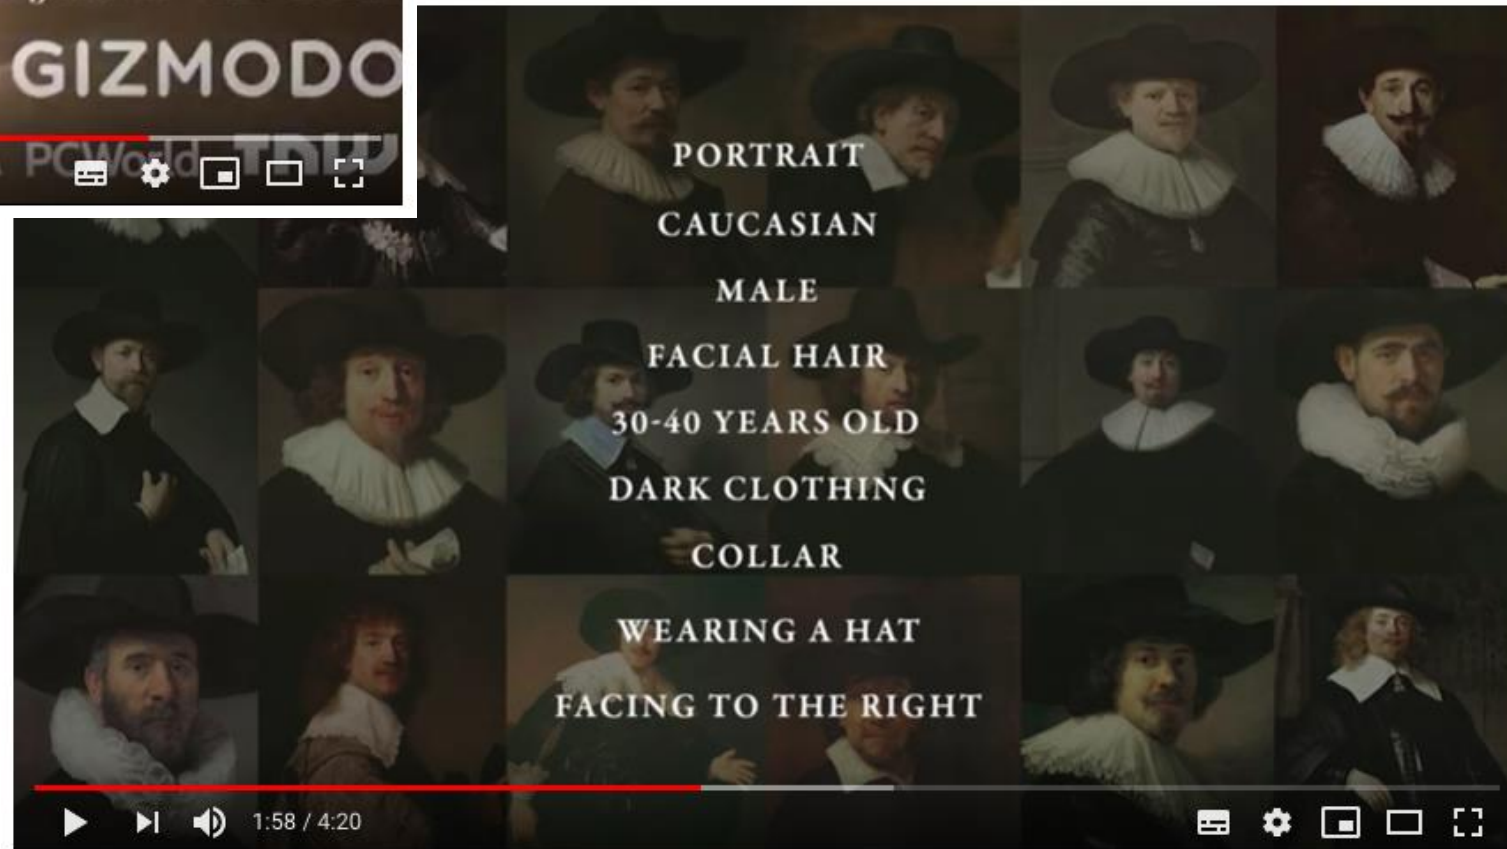 GIZMODO
PCWorld TNW
PORTRAIT
CAUCASIAN
MALE
FACIAL HAIR
30-40 YEARS OLD
DARK CLOTHING
COLLAR
WEARING A HAT
FACING TO THE RIGHT
1:58 / 4:20